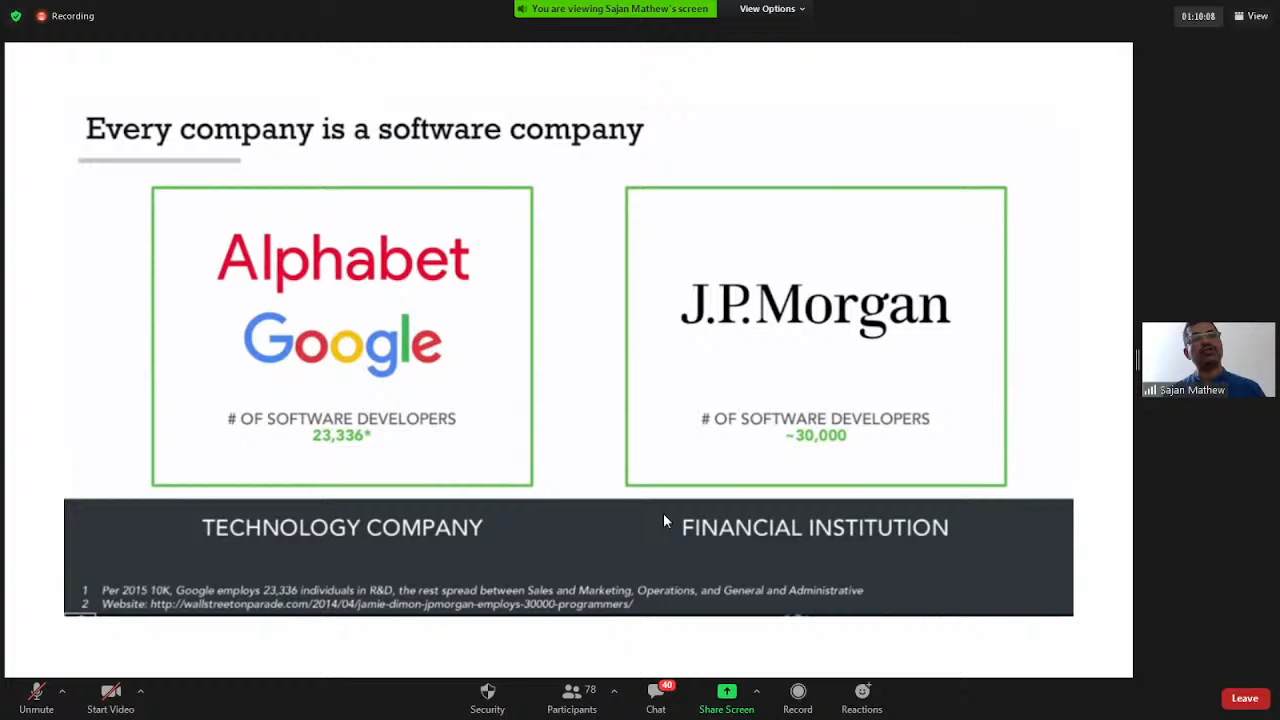 Recording
You are viewing Sajan Mathew's screen
View Options
01:10:08
View
Every company is a software company
Alphabet
Google
# OF SOFTWARE DEVELOPERS
23,336*
J.P.Morgan
# OF SOFTWARE DEVELOPERS
~30,000
TECHNOLOGY COMPANY
FINANCIAL INSTITUTION
1 Per 2015 10K, Google employs 23,336 individuals in R&D, the rest spread between Sales and Marketing, Operations, and General and Administrative
2 Website: http://wallstreetonparade.com/2014/04/jamie-dimon-jpmorgan-employs-30000-programmers/
Sajan Mathew
Unmute
Start Video
Security
Participants
78
Chat
40
Share Screen
Record
Reactions
Leave